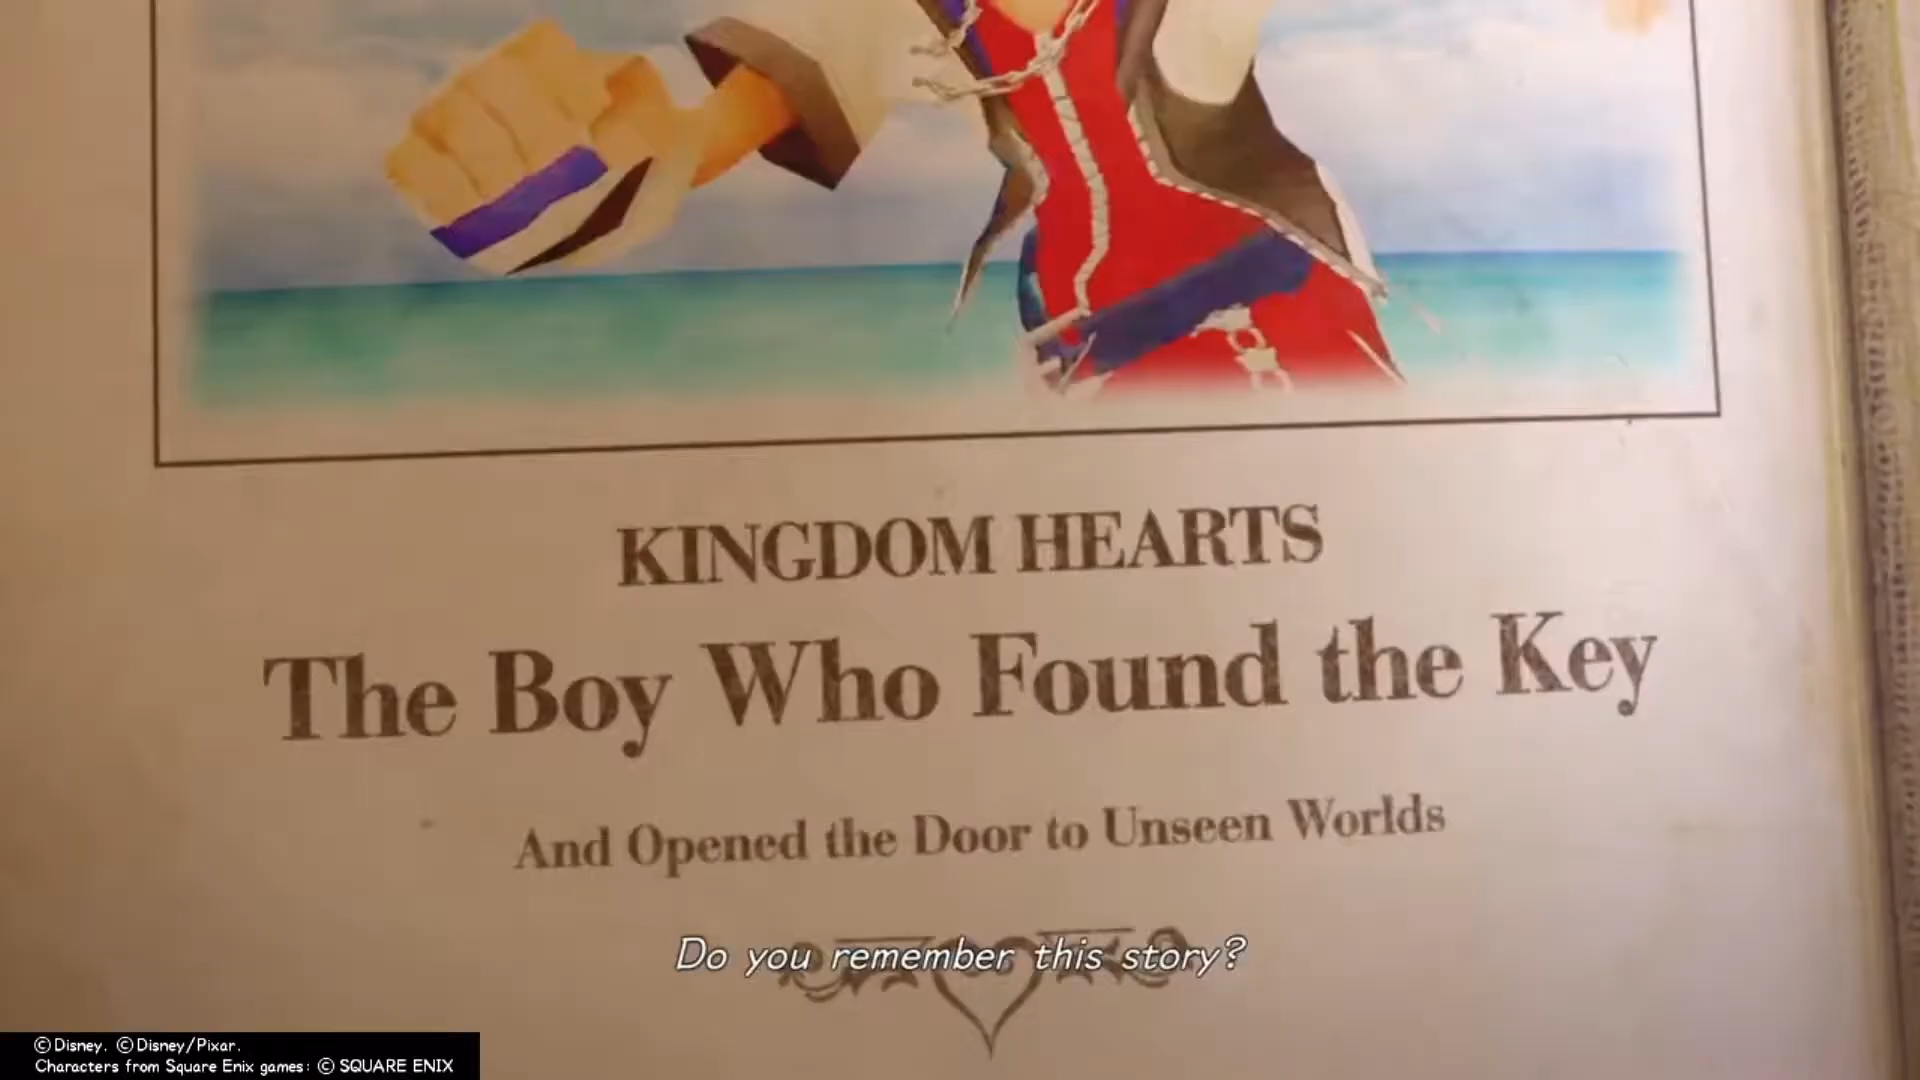 KINGDOM HEARTS
The Boy Who Found the Key
And Opened the Door to Unseen Worlds
Do you remember this story?
©Disney. ©Disney/Pixar.
Characters from Square Enix games: © SQUARE ENIX